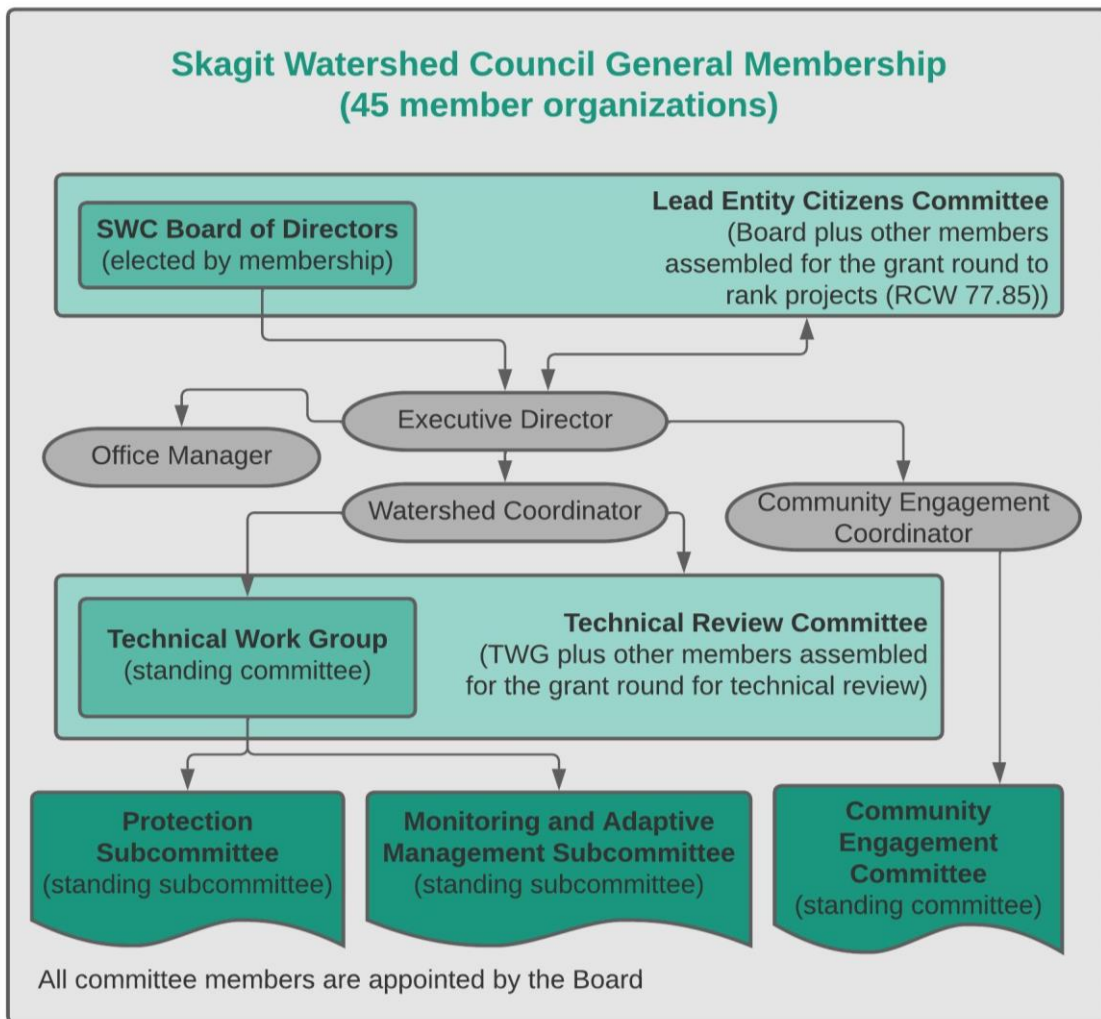 Skagit Watershed Council General Membership
(45 member organizations)
SWC Board of Directors
(elected by membership)
Lead Entity Citizens Committee
(Board plus other members
assembled for the grant round to
rank projects (RCW 77.85))
Executive Director
Office Manager
Watershed Coordinator
Community Engagement
Coordinator
Technical Work Group
(standing committee)
Technical Review Committee
(TWG plus other members assembled
for the grant round for technical review)
Protection
Subcommittee
(standing subcommittee)
Monitoring and Adaptive
Management Subcommittee
(standing subcommittee)
Community
Engagement
Committee
(standing committee)
All committee members are appointed by the Board